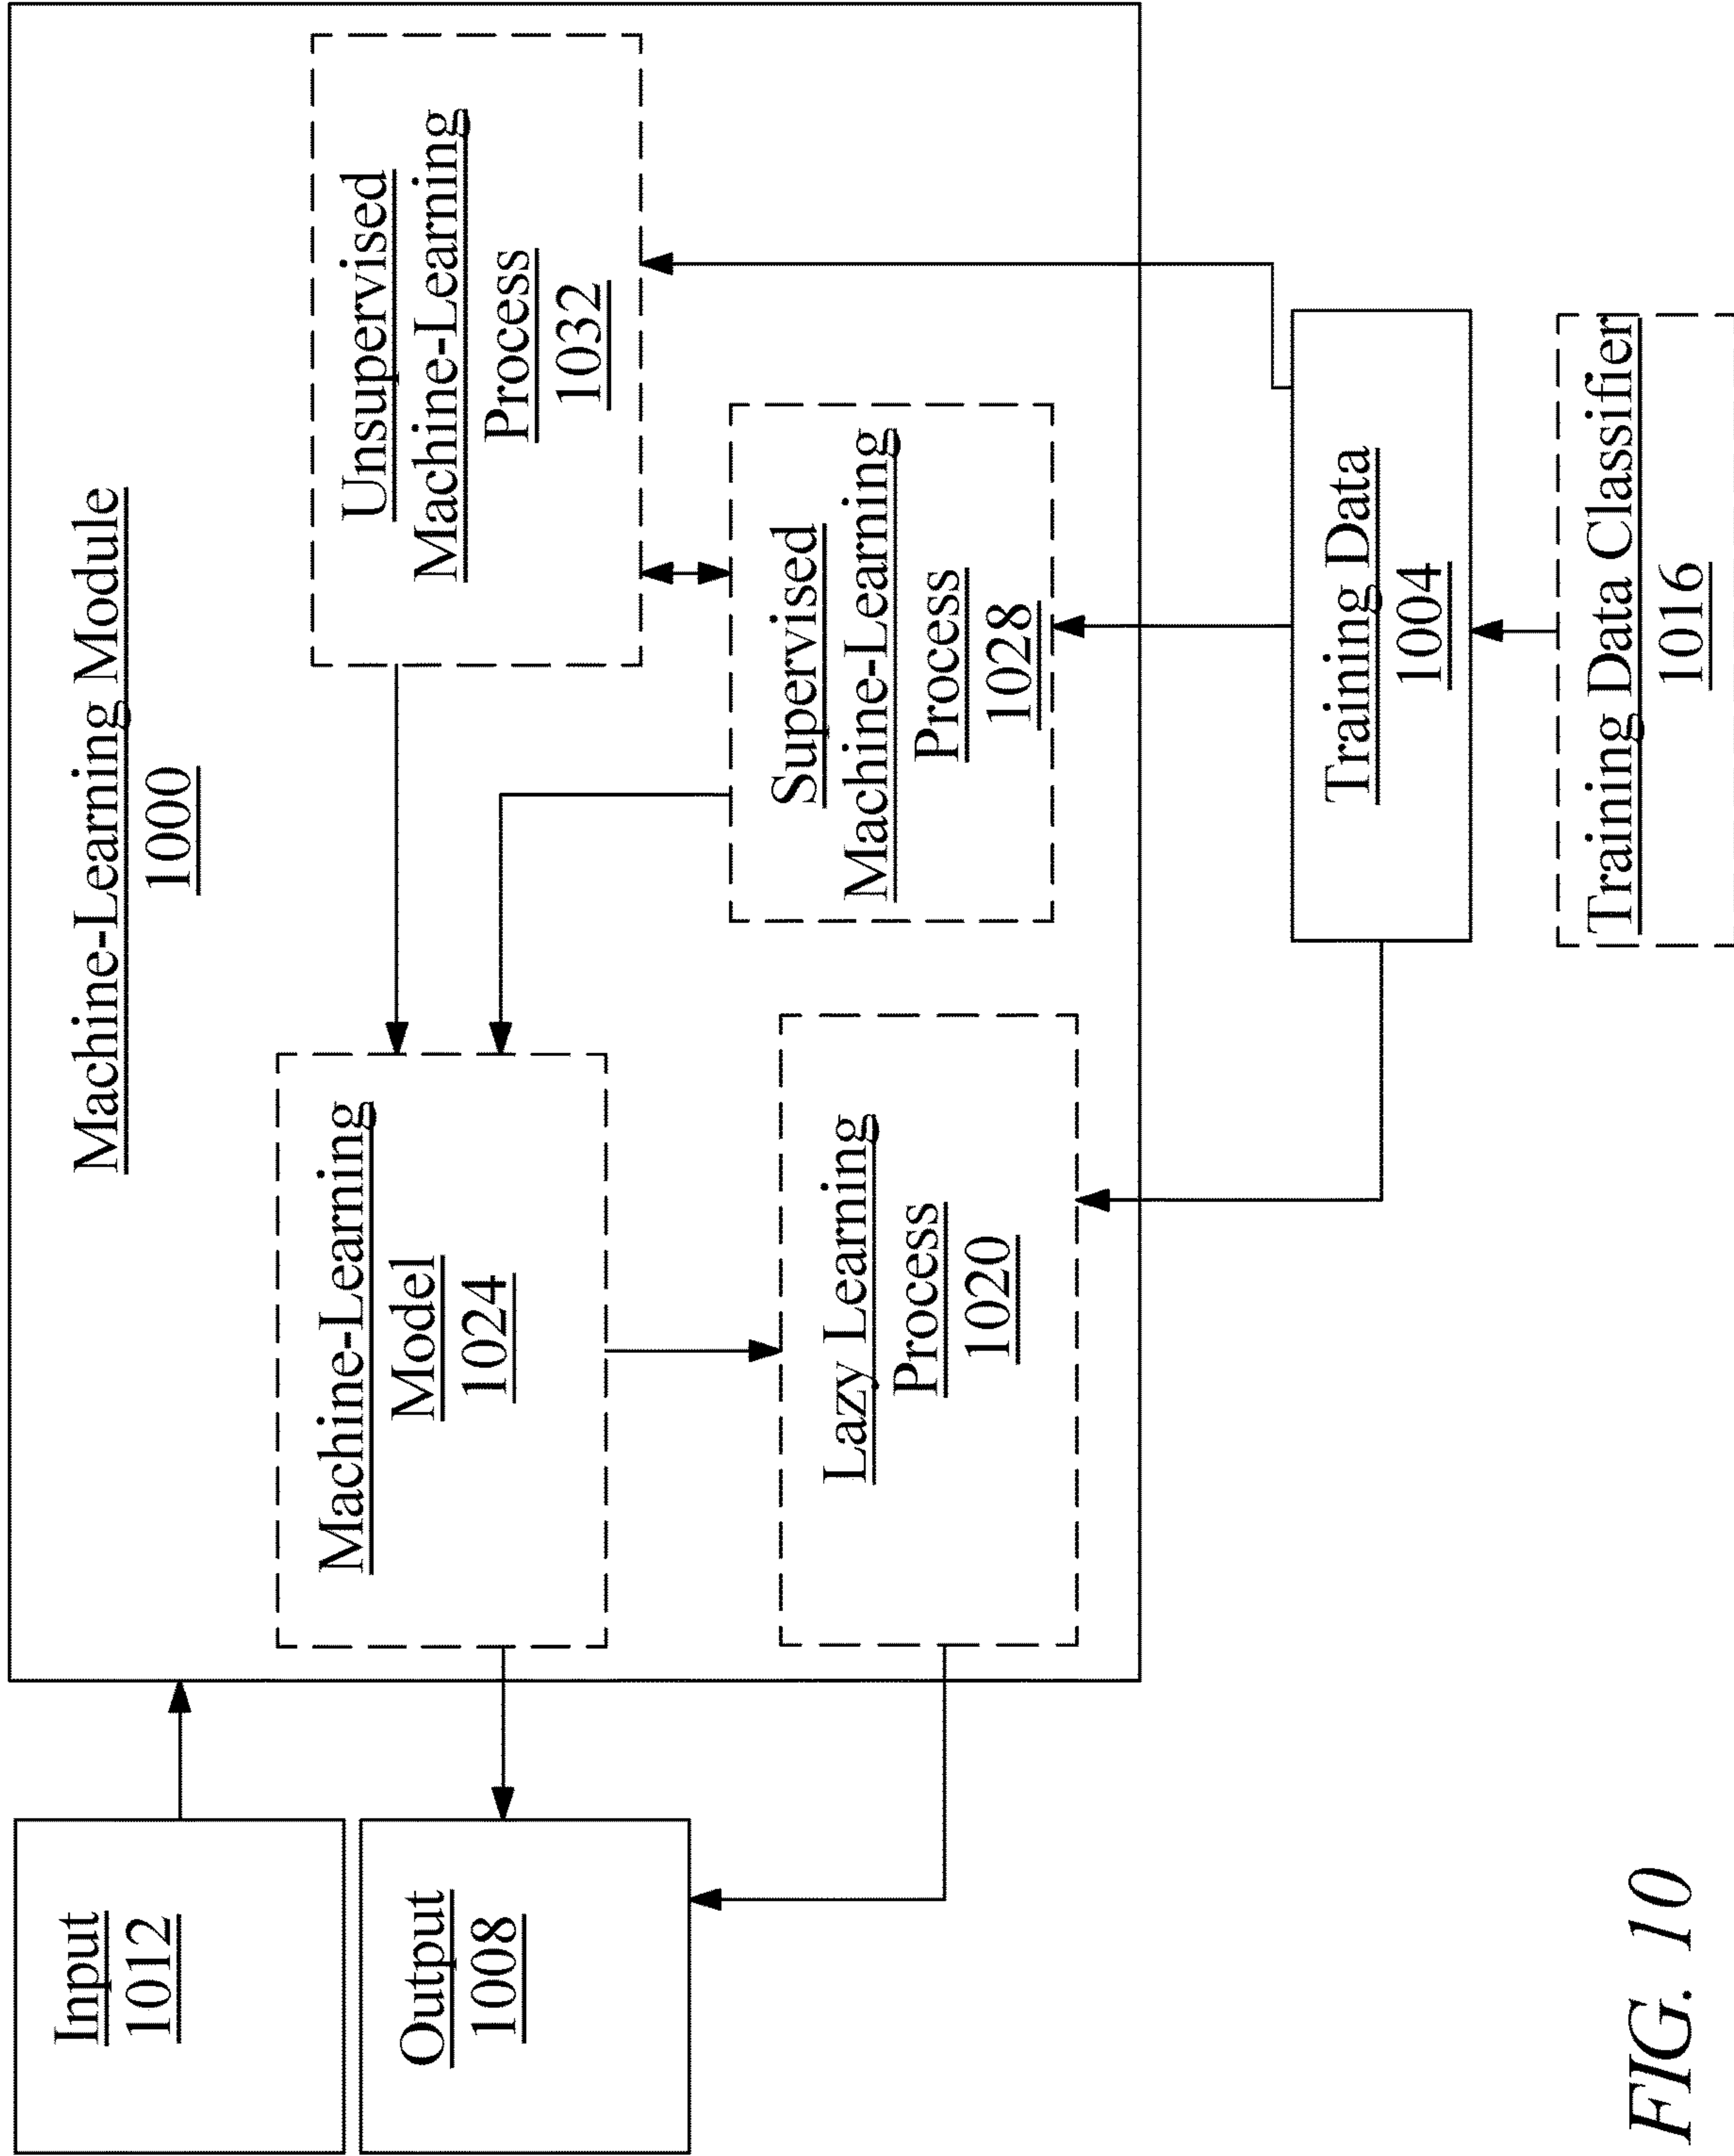 Machine-Learning Module
1000
Input
1012
Output
1008
Machine-Learning
Model
1024
Unsupervised
Machine-Learning
Process
1032
Lazy Learning
Process
1020
Supervised
Machine-Learning
Process
1028
Training Data
1004
Training Data Classifier
1016
FIG. 10